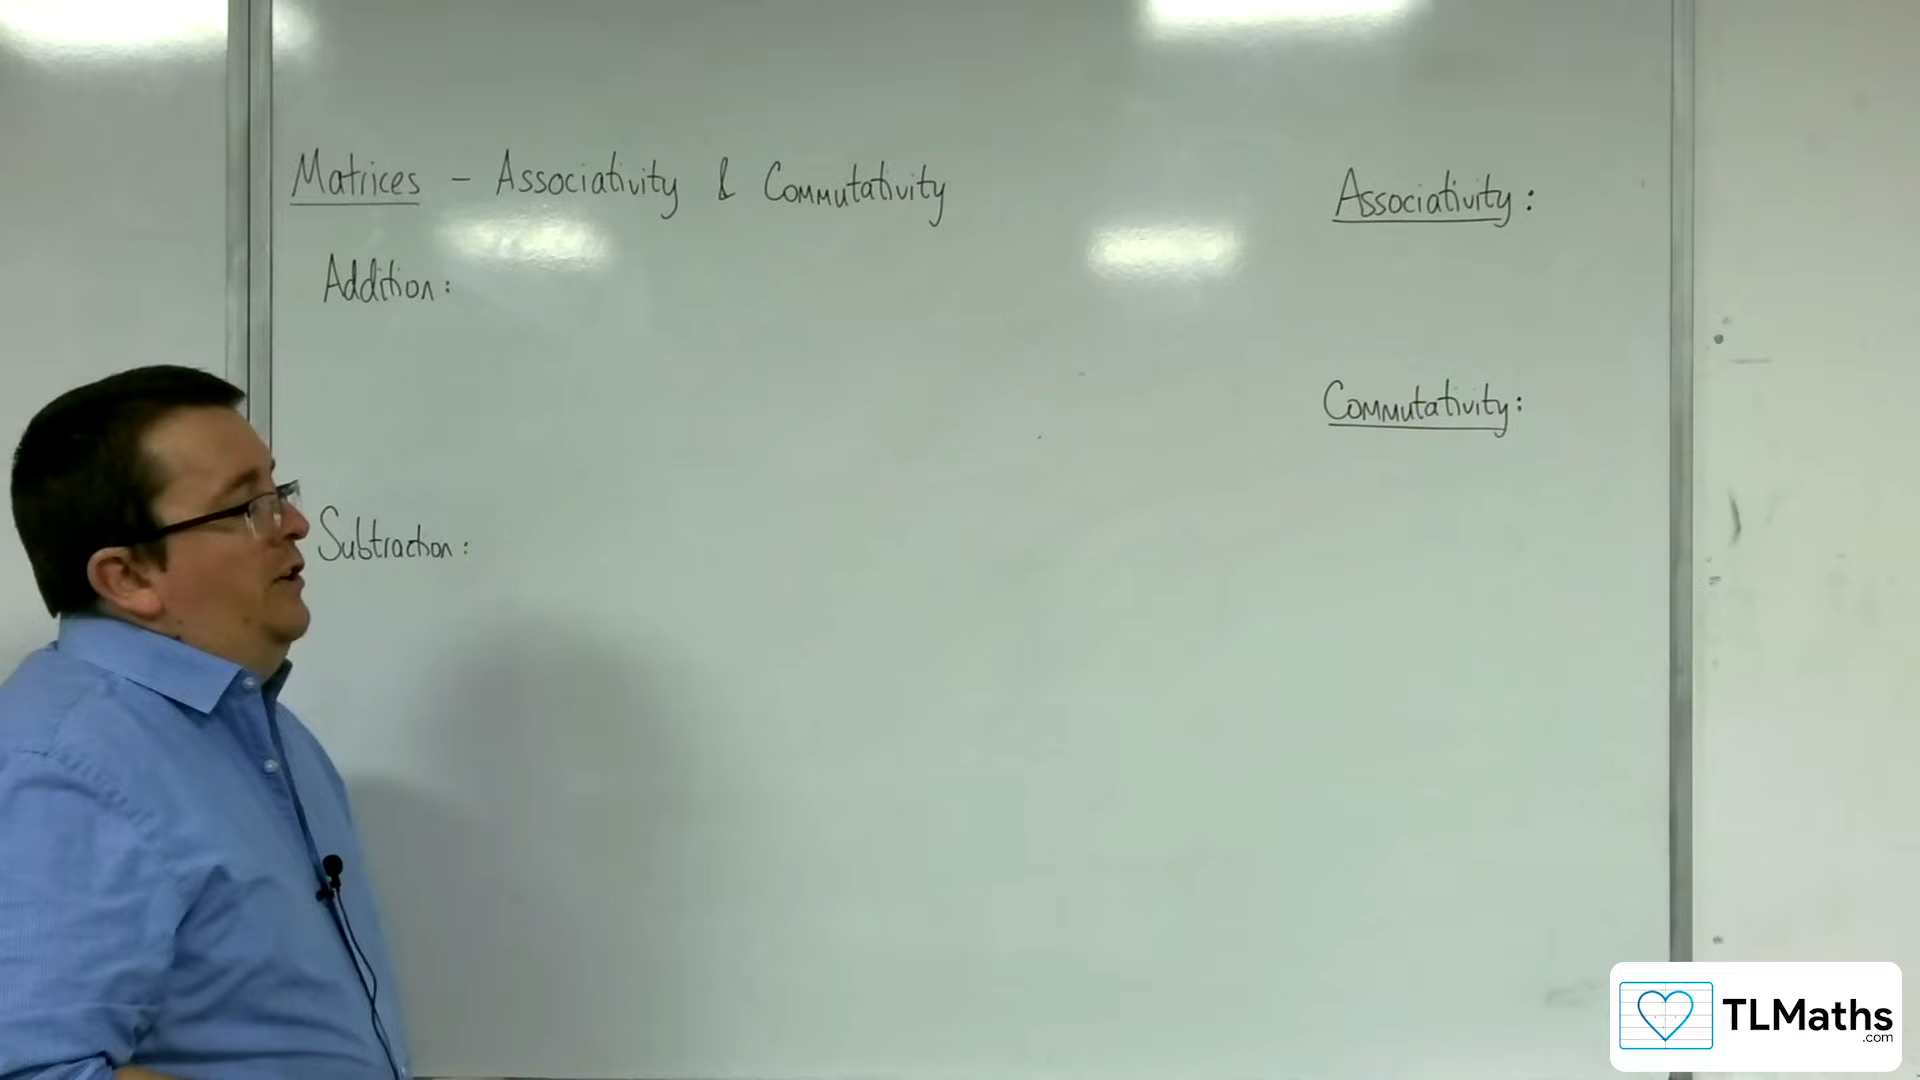 Matrices - Associativity & Commutativity
Addition:
Subtraction:
Associativity:
Commutativity:
TLMaths
.com